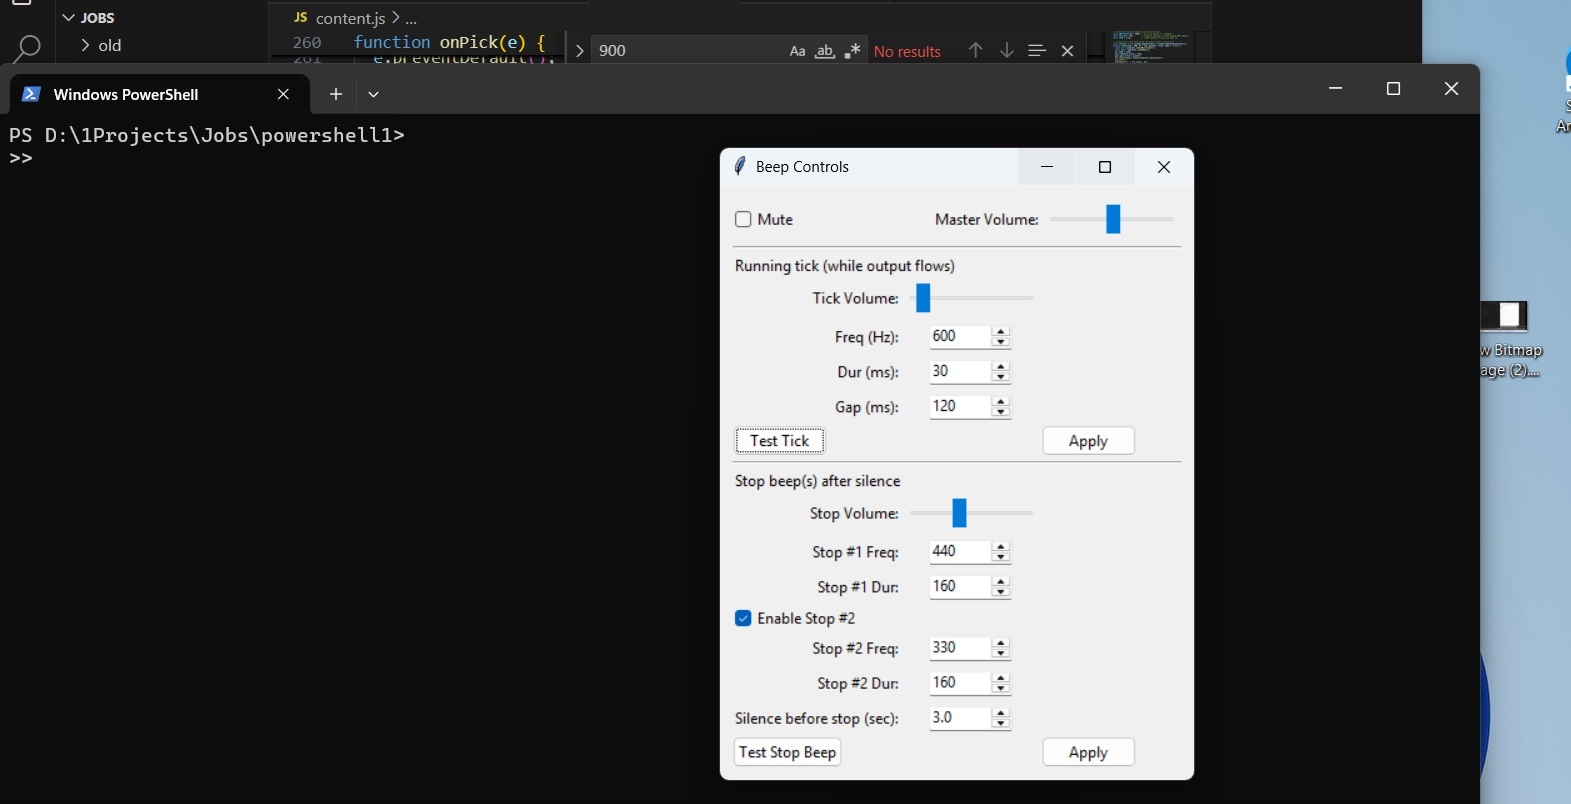 JOBS
old
JS content.js > ...
260 function onPick(e) {
261 e.preventDefault();
900
Aa ab No results
Windows PowerShell
PS D:\1Projects\Jobs\powershell1>
>>
Beep Controls
Mute
Master Volume:
Running tick (while output flows)
Tick Volume:
Freq (Hz): 600
Dur (ms): 30
Gap (ms): 120
Test Tick
Apply
Stop beep(s) after silence
Stop Volume:
Stop #1 Freq: 440
Stop #1 Dur: 160
Enable Stop #2
Stop #2 Freq: 330
Stop #2 Dur: 160
Silence before stop (sec): 3.0
Test Stop Beep
Apply
w Bitmap
age (2)....